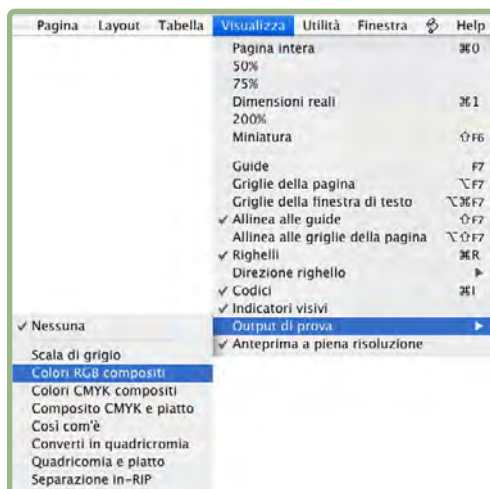 Pagina Layout Tabella Visualizza Utilità Finestra Help
Pagina intera ⌘0
50%
75%
Dimensioni reali ⌘1
200%
Miniatura ⇧F6
Guide F7
Griglie della pagina ⌥F7
Griglie della finestra di testo ⌥⌘F7
✓ Allinea alle guide ⇧F7
Allinea alle griglie della pagina ⌥⇧F7
✓ Righelli ⌘R
Direzione righello ▶
✓ Codici ⌘I
✓ Indicatori visivi
Output di prova ▶
✓ Anteprima a piena risoluzione
✓ Nessuna
Scala di grigio
Colori RGB compositi
Colori CMYK compositi
Composito CMYK e piatto
Così com'è
Converti in quadricromia
Quadricomia e piatto
Separazione in-RIP